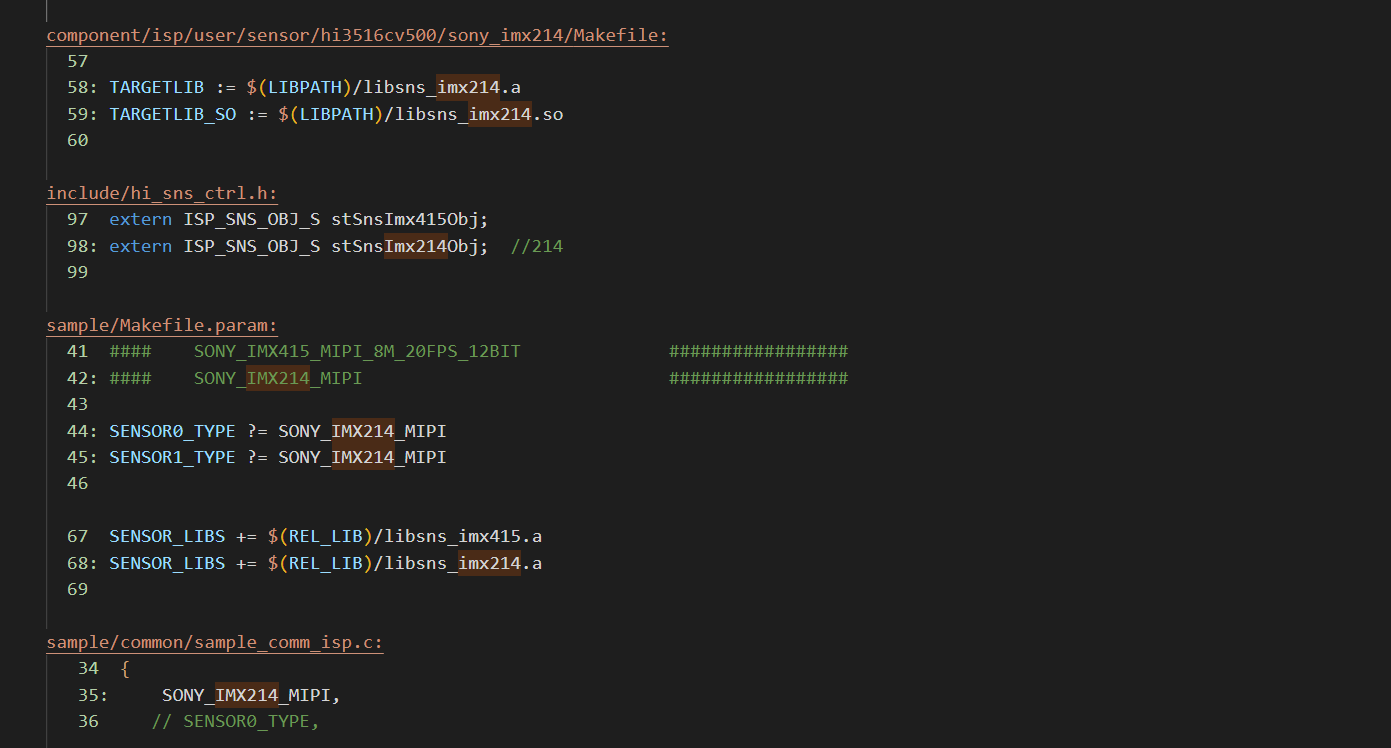 component/isp/user/sensor/hi3516cv500/sony_imx214/Makefile:
57
58: TARGETLIB := $(LIBPATH)/libsns_imx214.a
59: TARGETLIB_SO := $(LIBPATH)/libsns_imx214.so
60
include/hi_sns_ctrl.h:
97 extern ISP_SNS_OBJ_S stSnsImx415Obj;
98: extern ISP_SNS_OBJ_S stSnsImx214Obj;  //214
99
sample/Makefile.param:
41 ####    SONY_IMX415_MIPI_8M_20FPS_12BIT              #################
42: ####    SONY_IMX214_MIPI                             #################
43
44: SENSOR0_TYPE ?= SONY_IMX214_MIPI
45: SENSOR1_TYPE ?= SONY_IMX214_MIPI
46
67 SENSOR_LIBS += $(REL_LIB)/libsns_imx415.a
68: SENSOR_LIBS += $(REL_LIB)/libsns_imx214.a
69
sample/common/sample_comm_isp.c:
34 {
35:     SONY_IMX214_MIPI,
36    // SENSOR0_TYPE,